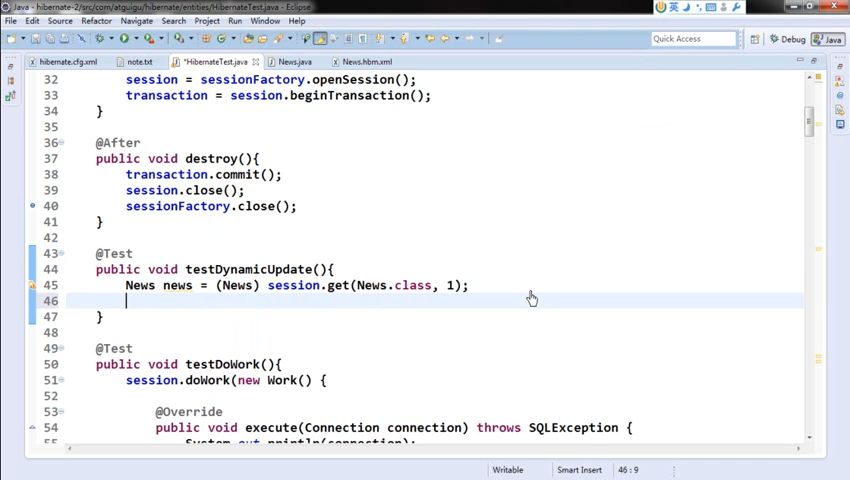 Java - hibernate-2/src/com/atguigu/hibernate/entities/HibernateTest.java - Eclipse
英
File Edit Source Refactor Navigate Search Project Run Window Help
Quick Access
Debug
Java
hibernate.cfg.xml
note.txt
*HibernateTest.java
News.java
News.hbm.xml
32 session = sessionFactory.openSession();
33 transaction = session.beginTransaction();
34 }
35
36 @After
37 public void destroy(){
38 transaction.commit();
39 session.close();
40 sessionFactory.close();
41 }
42
43 @Test
44 public void testDynamicUpdate(){
45 News news = (News) session.get(News.class, 1);
46
47 }
48
49 @Test
50 public void testDoWork(){
51 session.doWork(new Work() {
52
53 @Override
54 public void execute(Connection connection) throws SQLException {
55 System.out.println(connection);
Writable
Smart Insert
46 : 9